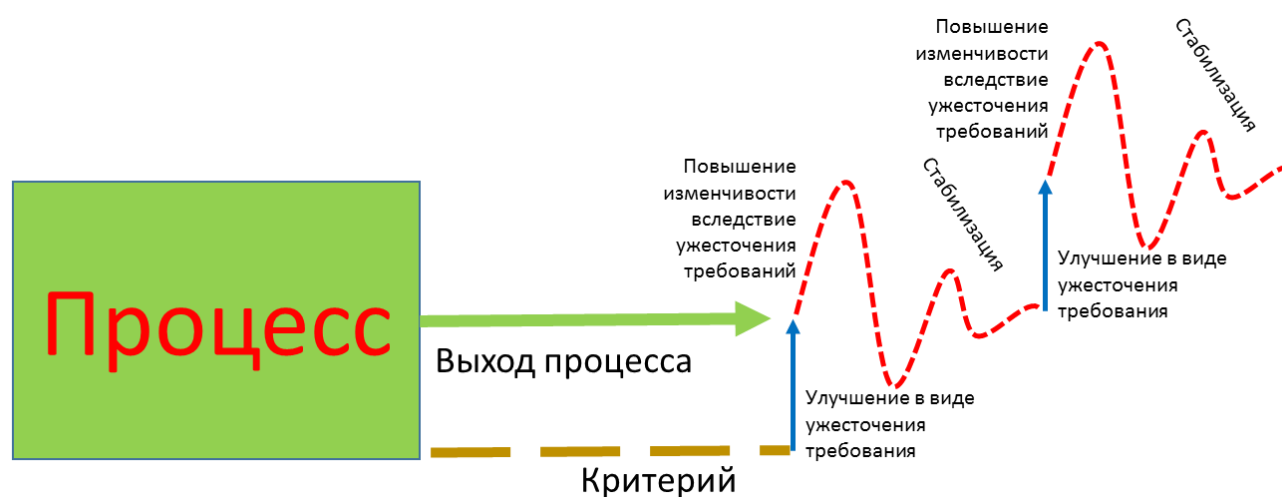 Процесс
Выход процесса
Критерий
Повышение
изменчивости
вследствие
ужесточения
требований
Стабилизация
Улучшение в виде
ужесточения
требования
Повышение
изменчивости
вследствие
ужесточения
требований
Стабилизация
Улучшение в виде
ужесточения
требования